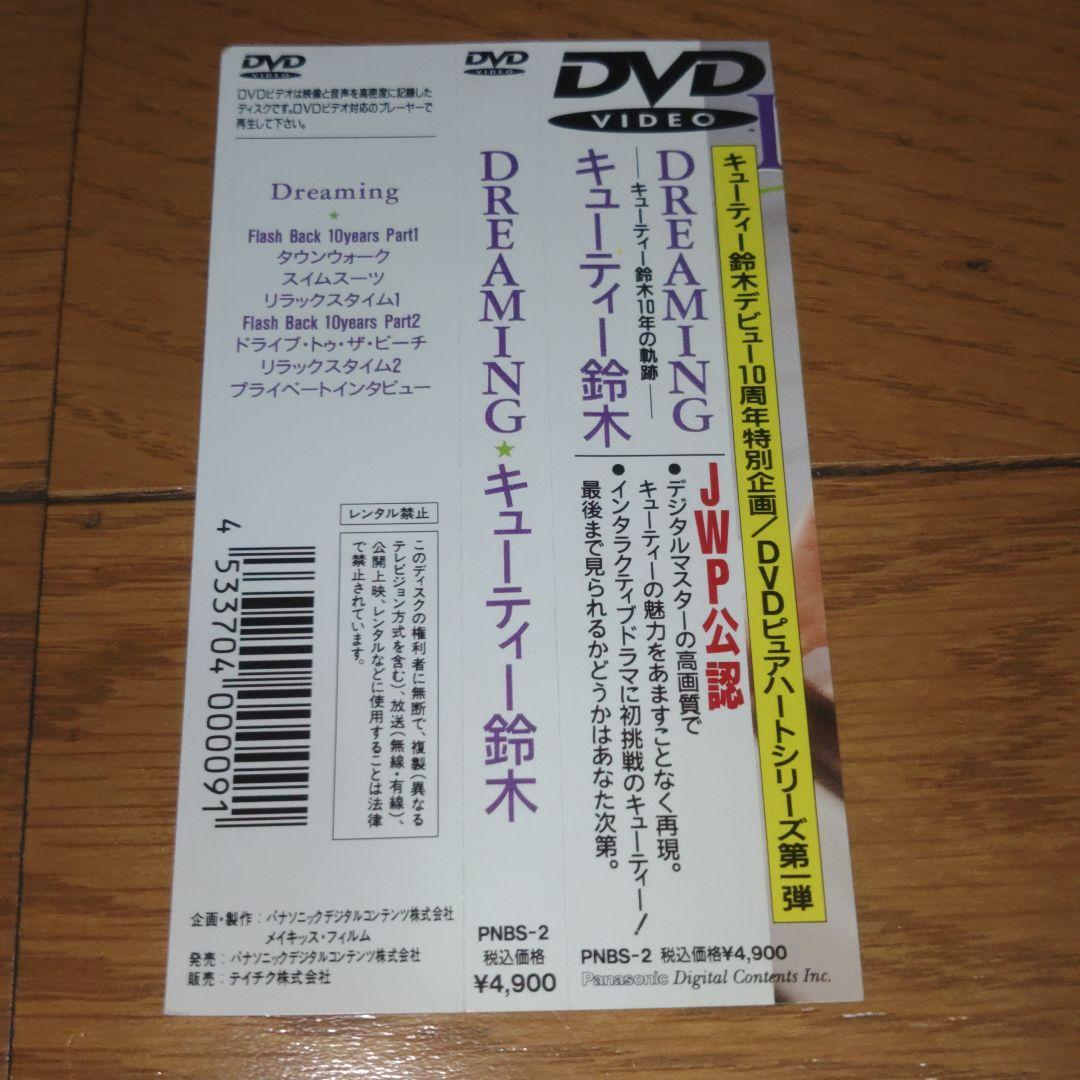 DVD
VIDEO
DVDビデオは映像と音声を高密度に記録した
ディスクです。DVDビデオ対応のプレーヤーで
再生して下さい。
Dreaming
★
Flash Back 10years Part1
タウンウォーク
スイムスーツ
リラックスタイム1
Flash Back 10years Part2
ドライブ・トゥ・ザ・ビーチ
リラックスタイム2
プライベートインタビュー
レンタル禁止
このディスクの権利者に無断で、複製(異なる
テレビジョン方式を含む)、放送(無線・有線)、
公開上映、レンタルなどに使用することは法律
で禁止されています。
4 533704 000091
企画・製作:パナソニックデジタルコンテンツ株式会社
メイキッス・フィルム
発売:パナソニックデジタルコンテンツ株式会社
販売:テイチク株式会社
DVD
VIDEO
DREAMING★キューティー鈴木
PNBS-2
税込価格
¥4,900
DVD
VIDEO
キューティー鈴木デビュー10周年特別企画/DVDピュアハートシリーズ第一弾
DREAMING
キューティー鈴木10年の軌跡
キューティー鈴木
JWP公認
●デジタルマスターの高画質で
キューティーの魅力をあますことなく再現。
●インタラクティブドラマに初挑戦のキューティー!
最後まで見られるかどうかはあなた次第。
PNBS-2 税込価格¥4,900
Panasonic Digital Contents Inc.